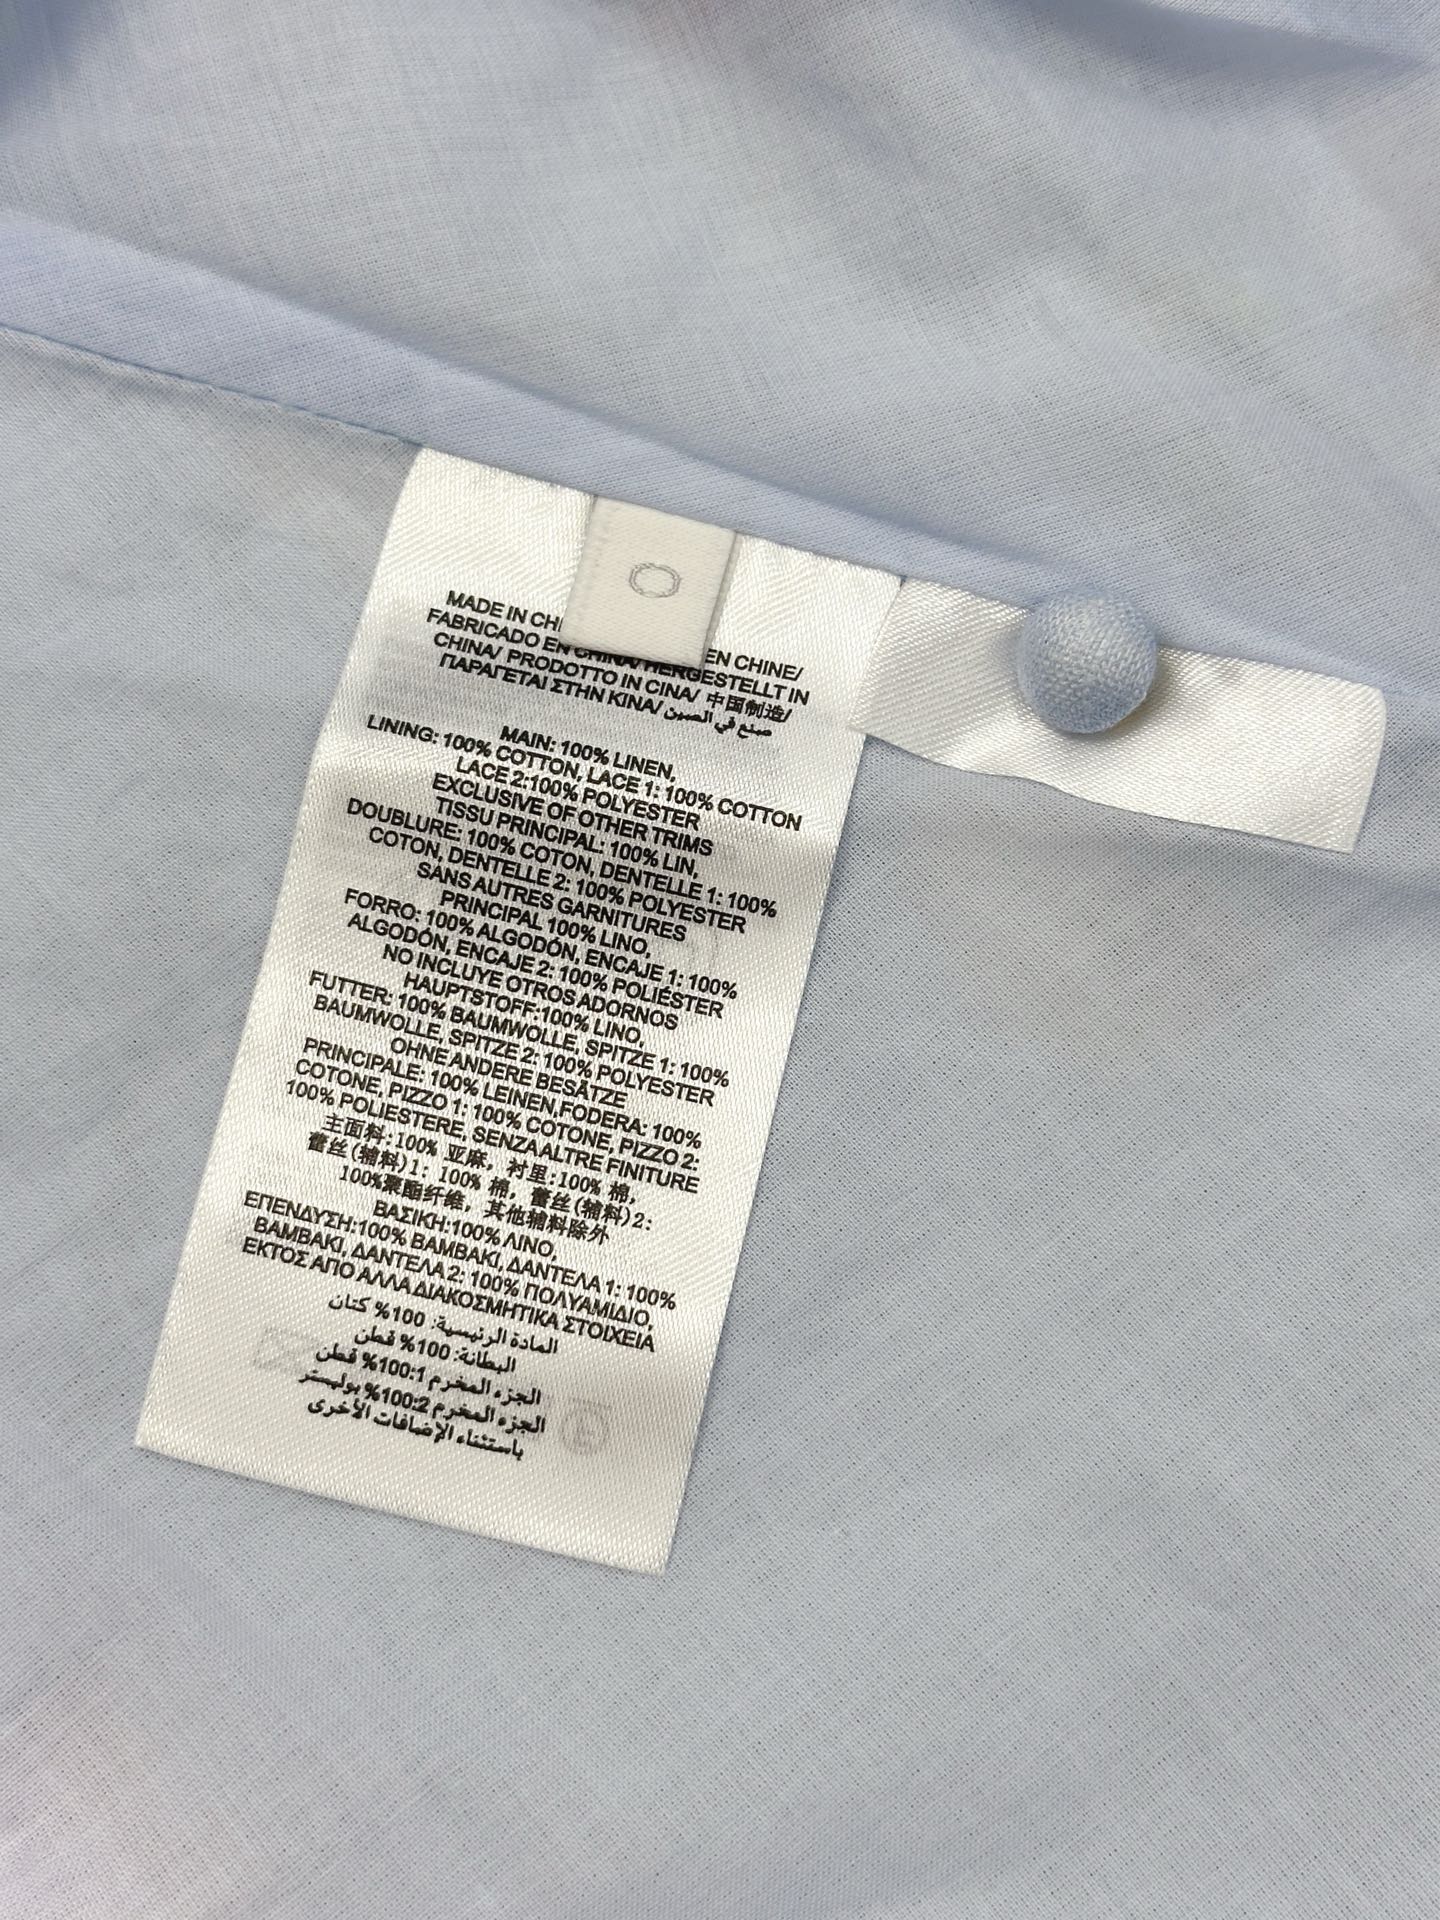 0
MADE IN CHI
EN CHINE/
FABRICADO EN CHINA/ HERGESTELLT IN
CHINA/ PRODOTTO IN CINA/ 中国制造/
ΠΑΡΑΓΕΤΑΙ ΣΤΗΝ ΚΙΝΑ/ صنع في الصين
MAIN: 100% LINEN,
LINING: 100% COTTON, LACE 1: 100% COTTON
LACE 2:100% POLYESTER
EXCLUSIVE OF OTHER TRIMS
TISSU PRINCIPAL: 100% LIN,
DOUBLURE: 100% COTON, DENTELLE 1: 100%
COTON, DENTELLE 2: 100% POLYESTER
SANS AUTRES GARNITURES
PRINCIPAL 100% LINO,
FORRO: 100% ALGODÓN, ENCAJE 1: 100%
ALGODÓN, ENCAJE 2: 100% POLIÉSTER
NO INCLUYE OTROS ADORNOS
HAUPTSTOFF:100% LINO,
FUTTER: 100% BAUMWOLLE, SPITZE 1: 100%
BAUMWOLLE, SPITZE 2: 100% POLYESTER
OHNE ANDERE BESÄTZE
PRINCIPALE: 100% LEINEN,FODERA: 100%
COTONE, PIZZO 1: 100% COTONE, PIZZO 2:
100% POLIESTERE, SENZA ALTRE FINITURE
主面料:100% 亚麻, 衬里:100% 棉,
蕾丝(辅料)1: 100% 棉, 蕾丝(辅料)2:
100%聚酯纤维, 其他辅料除外
ΒΑΣΙΚΗ:100% ΛΙΝΟ,
ΕΠΕΝΔΥΣΗ:100% ΒΑΜΒΑΚΙ, ΔΑΝΤΕΛΑ 1: 100%
ΒΑΜΒΑΚΙ, ΔΑΝΤΕΛΑ 2: 100% ΠΟΛΥΑΜΙΔΙΟ,
ΕΚΤΟΣ ΑΠΟ ΑΛΛΑ ΔΙΑΚΟΣΜΗΤΙΚΑ ΣΤΟΙΧΕΙΑ
المادة الرئيسية: 100% كتان
البطانة: 100% قطن
الجزء المخرم 1:100% قطن
الجزء المخرم 2:100% بوليستر
باستثناء الإضافات الأخرى